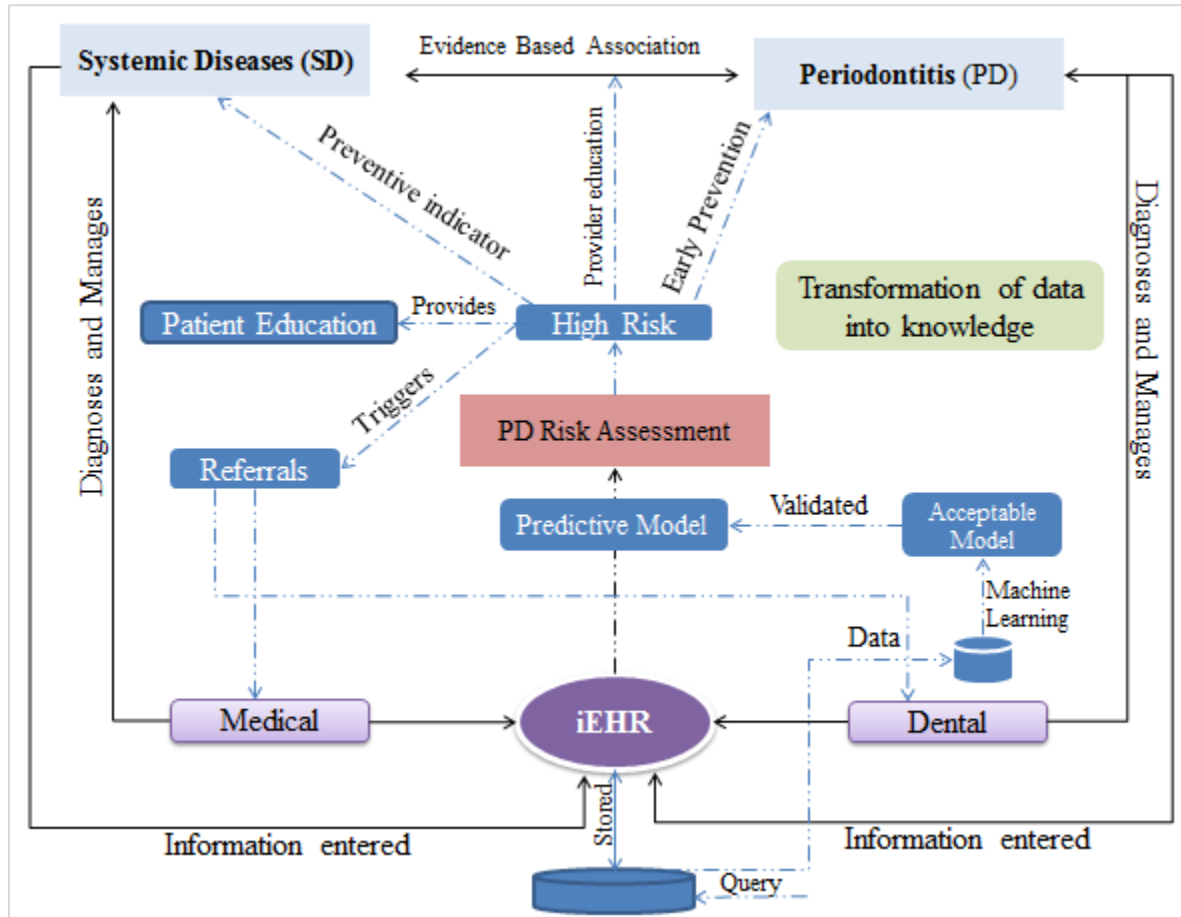 Evidence Based Association
Systemic Diseases (SD)
Periodontitis (PD)
Preventive indicator
Provider education
Early Prevention
Diagnoses and Manages
Diagnoses and Manages
Transformation of data
into knowledge
Patient Education
Provides
High Risk
Triggers
PD Risk Assessment
Referrals
Predictive Model
Validated
Acceptable
Model
Machine
Learning
Data
Medical
iEHR
Dental
Stored
Information entered
Information entered
Query